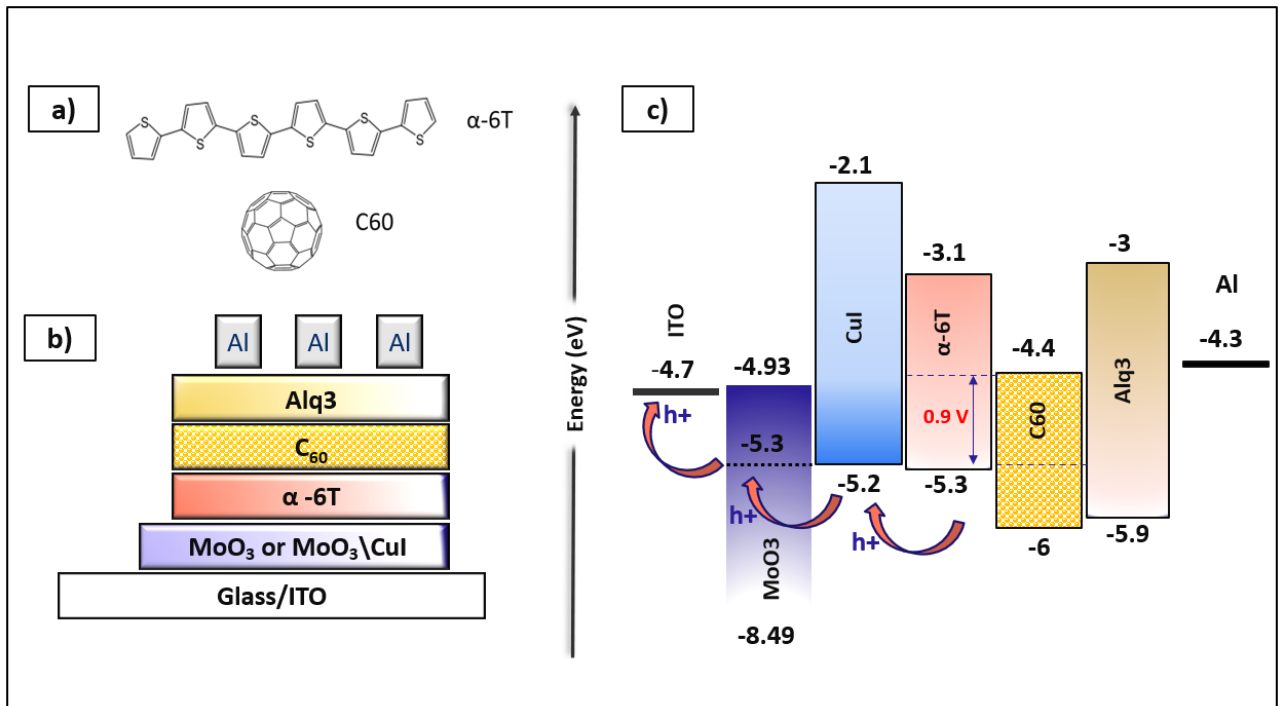 a)
S
S
S
S
S
S
α-6T
C60
b)
Al
Al
Al
Alq3
C₆₀
α -6T
MoO₃ or MoO₃\CuI
Glass/ITO
Energy (eV)
c)
ITO
-4.7
h+
-4.93
-5.3
h+
MoO3
-8.49
-2.1
CuI
-5.2
h+
-3.1
α-6T
0.9 V
-5.3
-4.4
C60
-6
-3
Alq3
-5.9
Al
-4.3